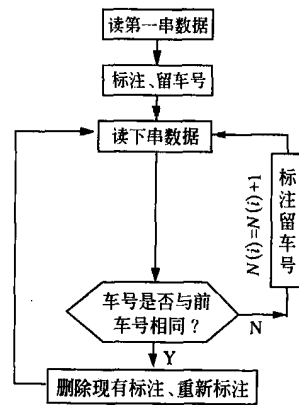 读第一串数据
标注、留车号
读下串数据
标注留车号
N(i)=N(i)+1
车号是否与前
车号相同?
N
Y
删除现有标注、重新标注